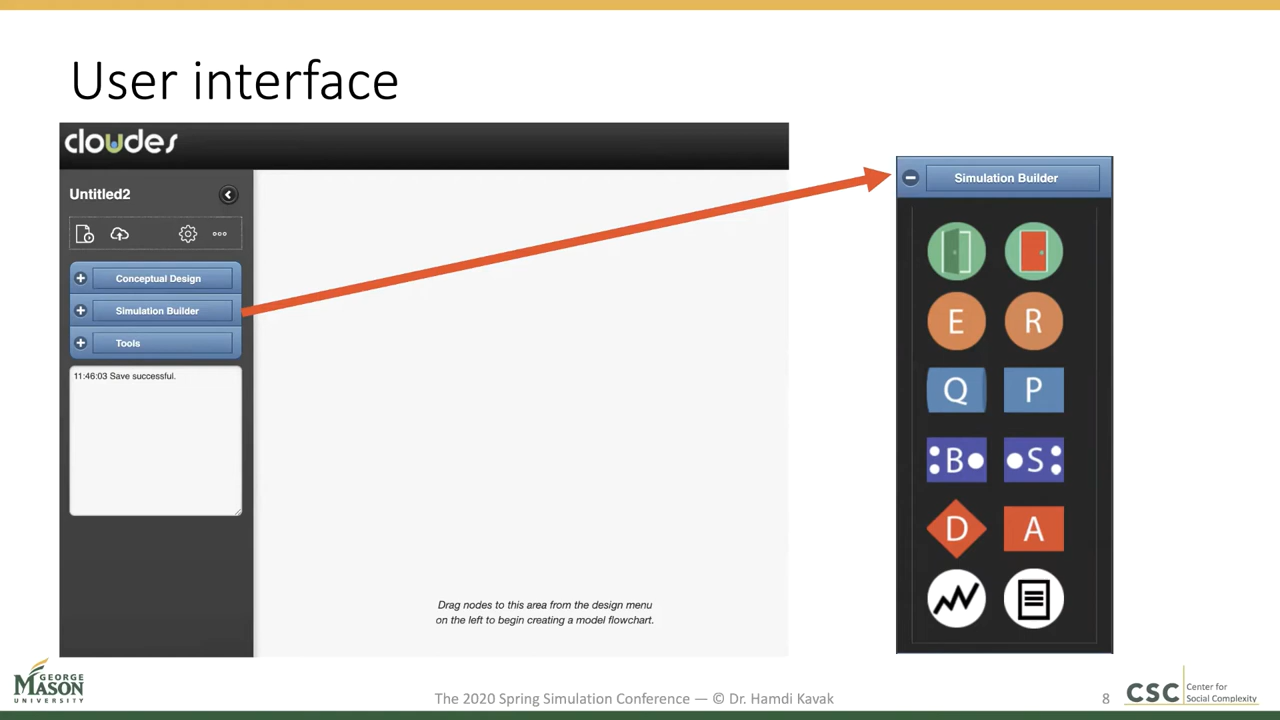 User interface
cloudes
Untitled2
Conceptual Design
Simulation Builder
Tools
11:46:03 Save successful.
Drag nodes to this area from the design menu
on the left to begin creating a model flowchart.
Simulation Builder
E R
Q P
B S
D A
GEORGE
MASON
UNIVERSITY
The 2020 Spring Simulation Conference — © Dr. Hamdi Kavak
8
CSC Center for
Social Complexity